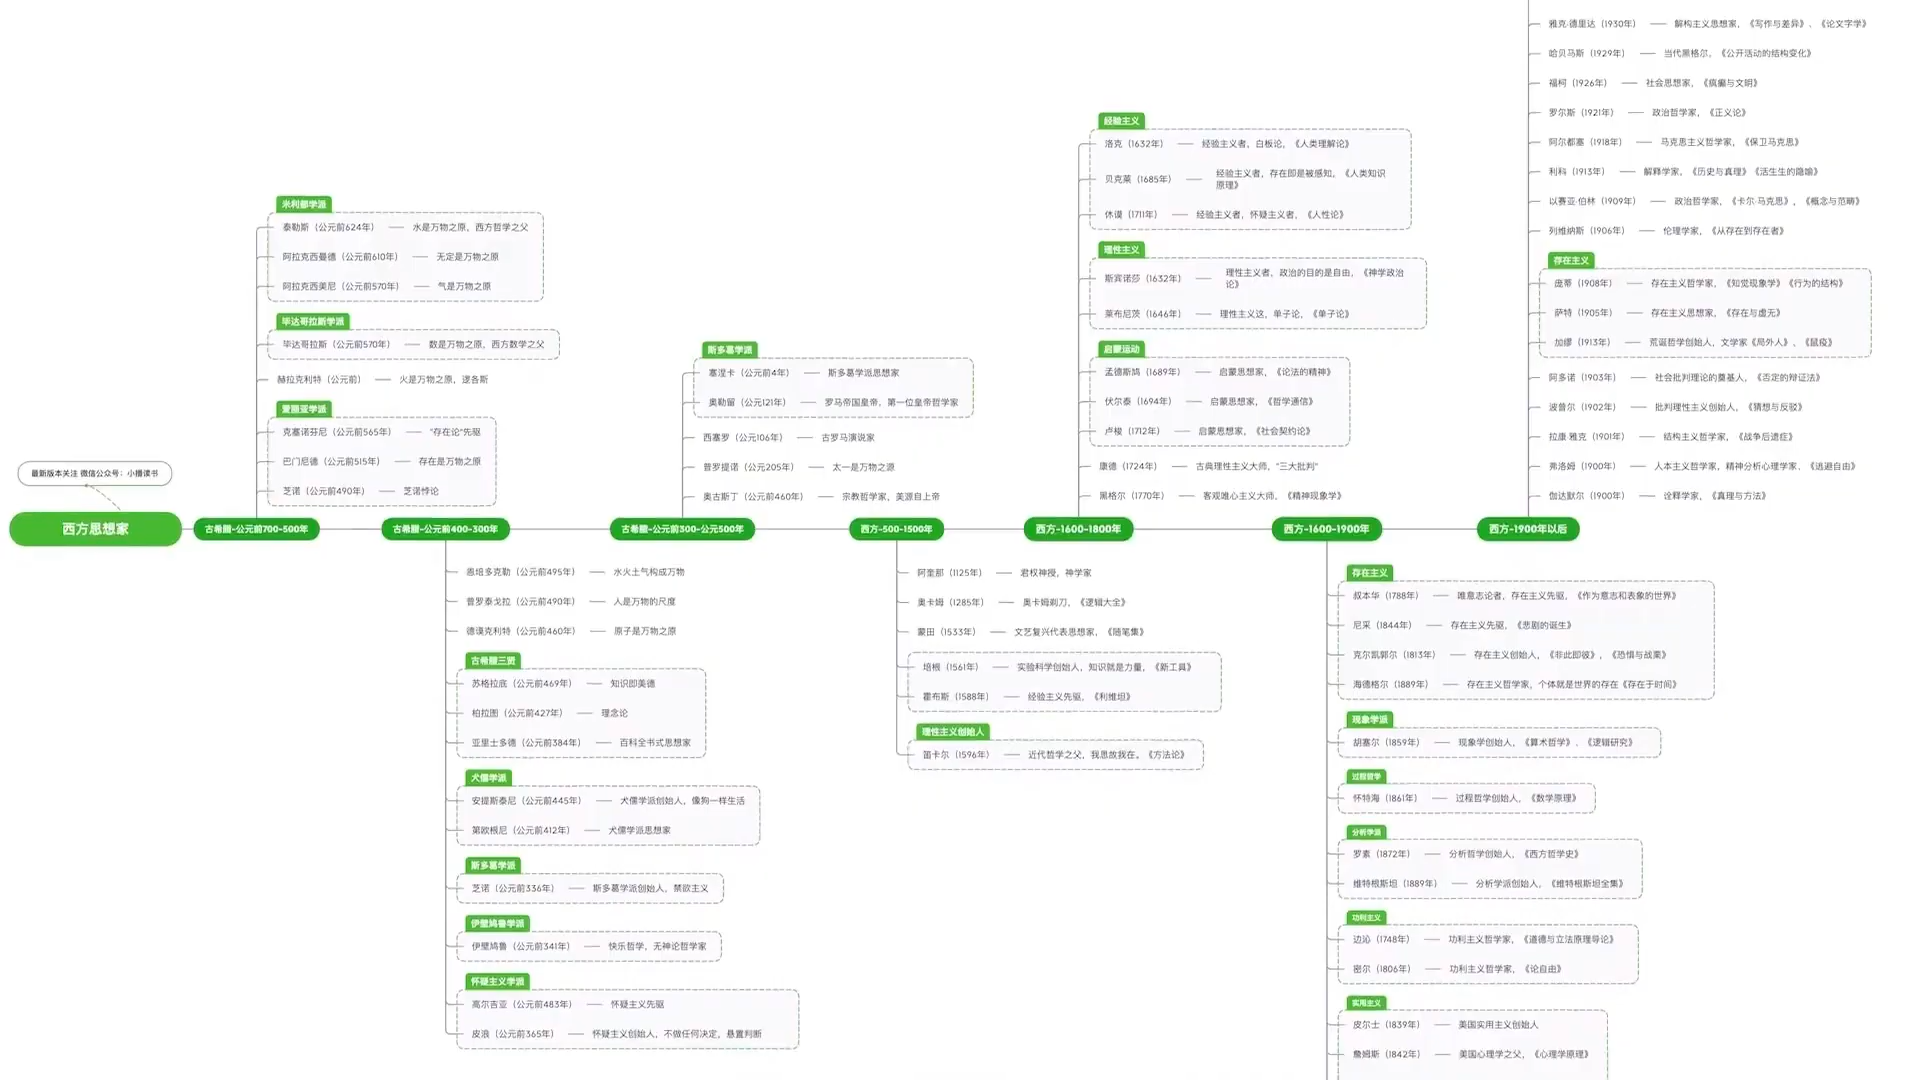 最新版本关注 微信公众号：小播读书
西方思想家
古希腊-公元前700-500年
米利都学派
泰勒斯（公元前624年） 水是万物之原，西方哲学之父
阿拉克西曼德（公元前610年） 无定是万物之原
阿拉克西美尼（公元前570年） 气是万物之原
毕达哥拉斯学派
毕达哥拉斯（公元前570年） 数是万物之原，西方数学之父
赫拉克利特（公元前） 火是万物之原，逻各斯
爱丽亚学派
克塞诺芬尼（公元前565年） “存在论”先驱
巴门尼德（公元前515年） 存在是万物之原
芝诺（公元前490年） 芝诺悖论
古希腊-公元前400-300年
恩培多克勒（公元前495年） 水火土气构成万物
普罗泰戈拉（公元前490年） 人是万物的尺度
德谟克利特（公元前460年） 原子是万物之原
古希腊三贤
苏格拉底（公元前469年） 知识即美德
柏拉图（公元前427年） 理念论
亚里士多德（公元前384年） 百科全书式思想家
犬儒学派
安提斯泰尼（公元前445年） 犬儒学派创始人，像狗一样生活
第欧根尼（公元前412年） 犬儒学派思想家
斯多葛学派
芝诺（公元前336年） 斯多葛学派创始人，禁欲主义
伊壁鸠鲁学派
伊壁鸠鲁（公元前341年） 快乐哲学，无神论哲学家
怀疑主义学派
高尔吉亚（公元前483年） 怀疑主义先驱
皮浪（公元前365年） 怀疑主义创始人，不做任何决定，悬置判断
古希腊-公元前300-公元500年
斯多葛学派
塞涅卡（公元前4年） 斯多葛学派思想家
奥勒留（公元121年） 罗马帝国皇帝，第一位皇帝哲学家
西塞罗（公元106年） 古罗马演说家
普罗提诺（公元205年） 太一是万物之源
奥古斯丁（公元前460年） 宗教哲学家，美源自上帝
西方-500-1500年
阿奎那（1125年） 君权神授，神学家
奥卡姆（1285年） 奥卡姆剃刀，《逻辑大全》
蒙田（1533年） 文艺复兴代表思想家，《随笔集》
培根（1561年） 实验科学创始人，知识就是力量，《新工具》
霍布斯（1588年） 经验主义先驱，《利维坦》
理性主义创始人
笛卡尔（1596年） 近代哲学之父，我思故我在。《方法论》
西方-1600-1800年
经验主义
洛克（1632年） 经验主义者，白板论，《人类理解论》
贝克莱（1685年） 经验主义者，存在即是被感知，《人类知识
原理》
休谟（1711年） 经验主义者，怀疑主义者，《人性论》
理性主义
斯宾诺莎（1632年） 理性主义者，政治的目的是自由，《神学政治
论》
莱布尼茨（1646年） 理性主义这，单子论，《单子论》
启蒙运动
孟德斯鸠（1689年） 启蒙思想家，《论法的精神》
伏尔泰（1694年） 启蒙思想家，《哲学通信》
卢梭（1712年） 启蒙思想家，《社会契约论》
康德（1724年） 古典理性主义大师，“三大批判”
黑格尔（1770年） 客观唯心主义大师，《精神现象学》
西方-1600-1900年
存在主义
叔本华（1788年） 唯意志论者，存在主义先驱，《作为意志和表象的世界》
尼采（1844年） 存在主义先驱，《悲剧的诞生》
克尔凯郭尔（1813年） 存在主义创始人，《非此即彼》，《恐惧与战栗》
海德格尔（1889年） 存在主义哲学家，个体就是世界的存在《存在于时间》
现象学派
胡塞尔（1859年） 现象学创始人，《算术哲学》、《逻辑研究》
过程哲学
怀特海（1861年） 过程哲学创始人，《数学原理》
分析学派
罗素（1872年） 分析哲学创始人，《西方哲学史》
维特根斯坦（1889年） 分析学派创始人，《维特根斯坦全集》
功利主义
边沁（1748年） 功利主义哲学家，《道德与立法原理导论》
密尔（1806年） 功利主义哲学家，《论自由》
实用主义
皮尔士（1839年） 美国实用主义创始人
詹姆斯（1842年） 美国心理学之父，《心理学原理》
西方-1900年以后
雅克·德里达（1930年） 解构主义思想家，《写作与差异》、《论文字学》
哈贝马斯（1929年） 当代黑格尔，《公开活动的结构变化》
福柯（1926年） 社会思想家，《疯癫与文明》
罗尔斯（1921年） 政治哲学家，《正义论》
阿尔都塞（1918年） 马克思主义哲学家，《保卫马克思》
利科（1913年） 解释学家，《历史与真理》《活生生的隐喻》
以赛亚·伯林（1909年） 政治哲学家，《卡尔·马克思》，《概念与范畴》
列维纳斯（1906年） 伦理学家，《从存在到存在者》
存在主义
庞蒂（1908年） 存在主义哲学家，《知觉现象学》《行为的结构》
萨特（1905年） 存在主义思想家，《存在与虚无》
加缪（1913年） 荒诞哲学创始人，文学家《局外人》、《鼠疫》
阿多诺（1903年） 社会批判理论的奠基人，《否定的辩证法》
波普尔（1902年） 批判理性主义创始人，《猜想与反驳》
拉康·雅克（1901年） 结构主义哲学家，《战争后遗症》
弗洛姆（1900年） 人本主义哲学家，精神分析心理学家，《逃避自由》
伽达默尔（1900年） 诠释学家，《真理与方法》